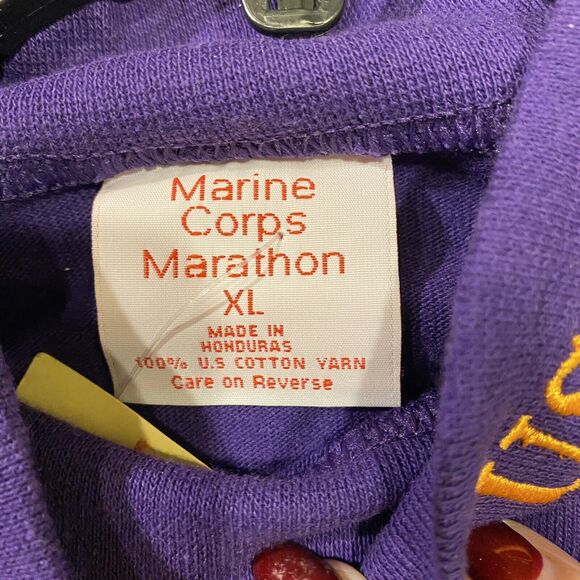 Marine
Corps
Marathon
XL
MADE IN
HONDURAS
100% U.S COTTON YARN
Care on Reverse